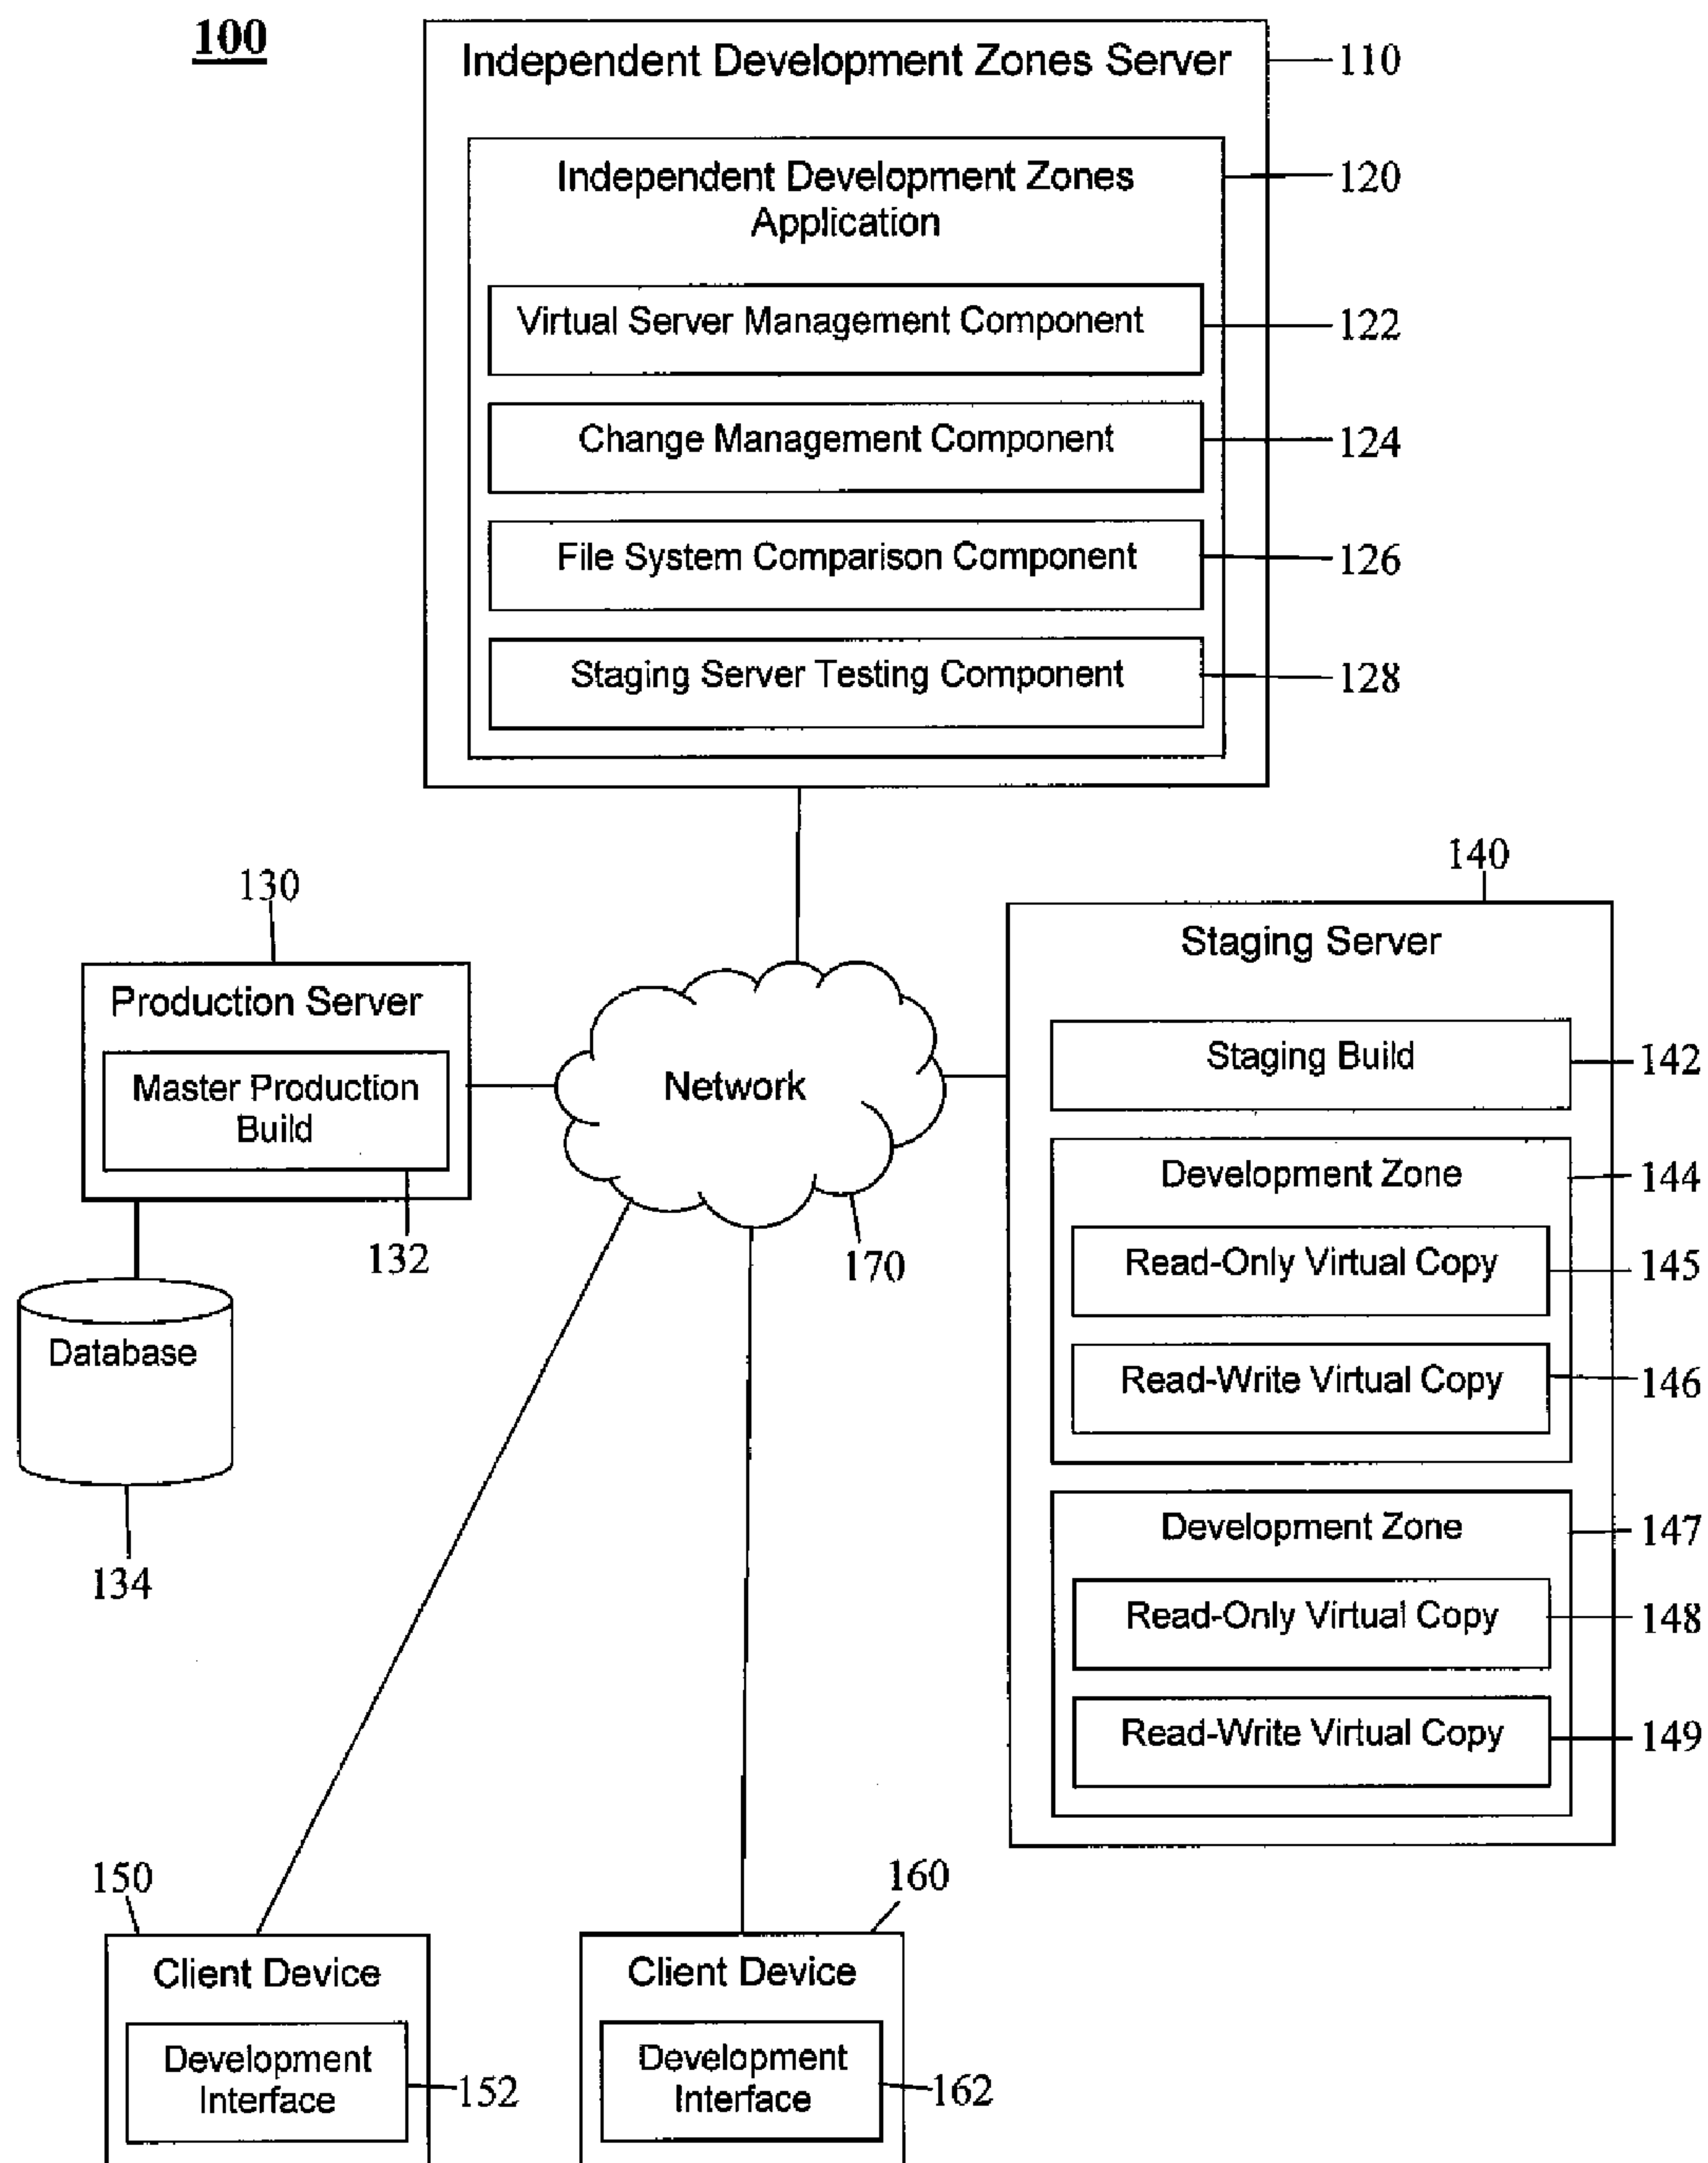 100
Independent Development Zones Server
110
Independent Development Zones
Application
120
Virtual Server Management Component
122
Change Management Component
124
File System Comparison Component
126
Staging Server Testing Component
128
130
Production Server
Master Production
Build
132
Database
134
Network
170
140
Staging Server
Staging Build
142
Development Zone
144
Read-Only Virtual Copy
145
Read-Write Virtual Copy
146
Development Zone
147
Read-Only Virtual Copy
148
Read-Write Virtual Copy
149
150
Client Device
Development
Interface
152
160
Client Device
Development
Interface
162